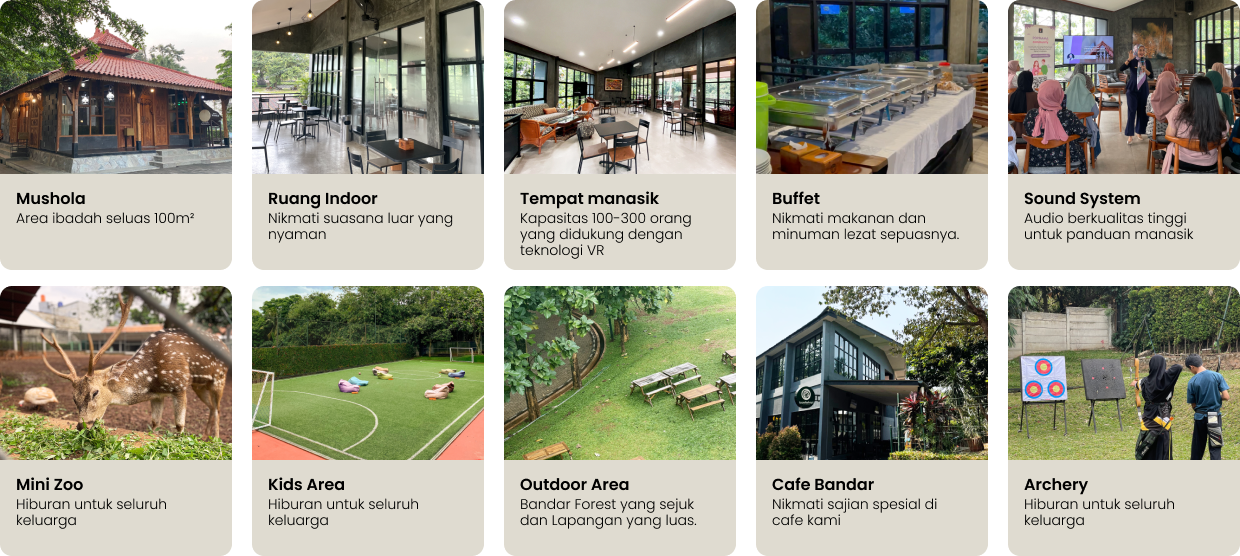 Mushola
Area ibadah seluas 100m²
Ruang Indoor
Nikmati suasana luar yang
nyaman
Tempat manasik
Kapasitas 100-300 orang
yang didukung dengan
teknologi VR
Buffet
Nikmati makanan dan
minuman lezat sepuasnya.
Sound System
Audio berkualitas tinggi
untuk panduan manasik
Mini Zoo
Hiburan untuk seluruh
keluarga
Kids Area
Hiburan untuk seluruh
keluarga
Outdoor Area
Bandar Forest yang sejuk
dan Lapangan yang luas.
Cafe Bandar
Nikmati sajian spesial di
cafe kami
Archery
Hiburan untuk seluruh
keluarga